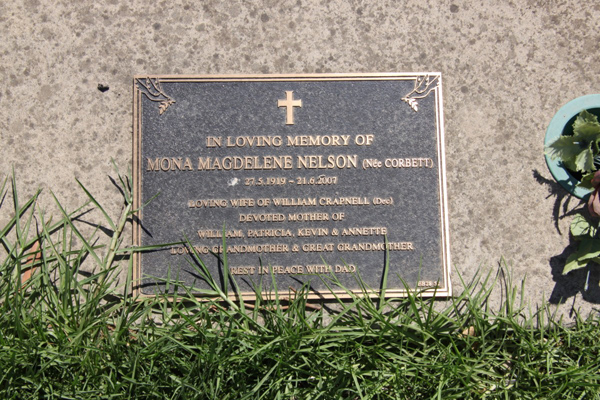 IN LOVING MEMORY OF
MONA MAGDELENE NELSON (Née CORBETT)
27.5.1919 - 21.6.2007
LOVING WIFE OF WILLIAM CRAPNELL (Dec)
DEVOTED MOTHER OF
WILLIAM, PATRICIA, KEVIN & ANNETTE
LOVING GRANDMOTHER & GREAT GRANDMOTHER
REST IN PEACE WITH DAD